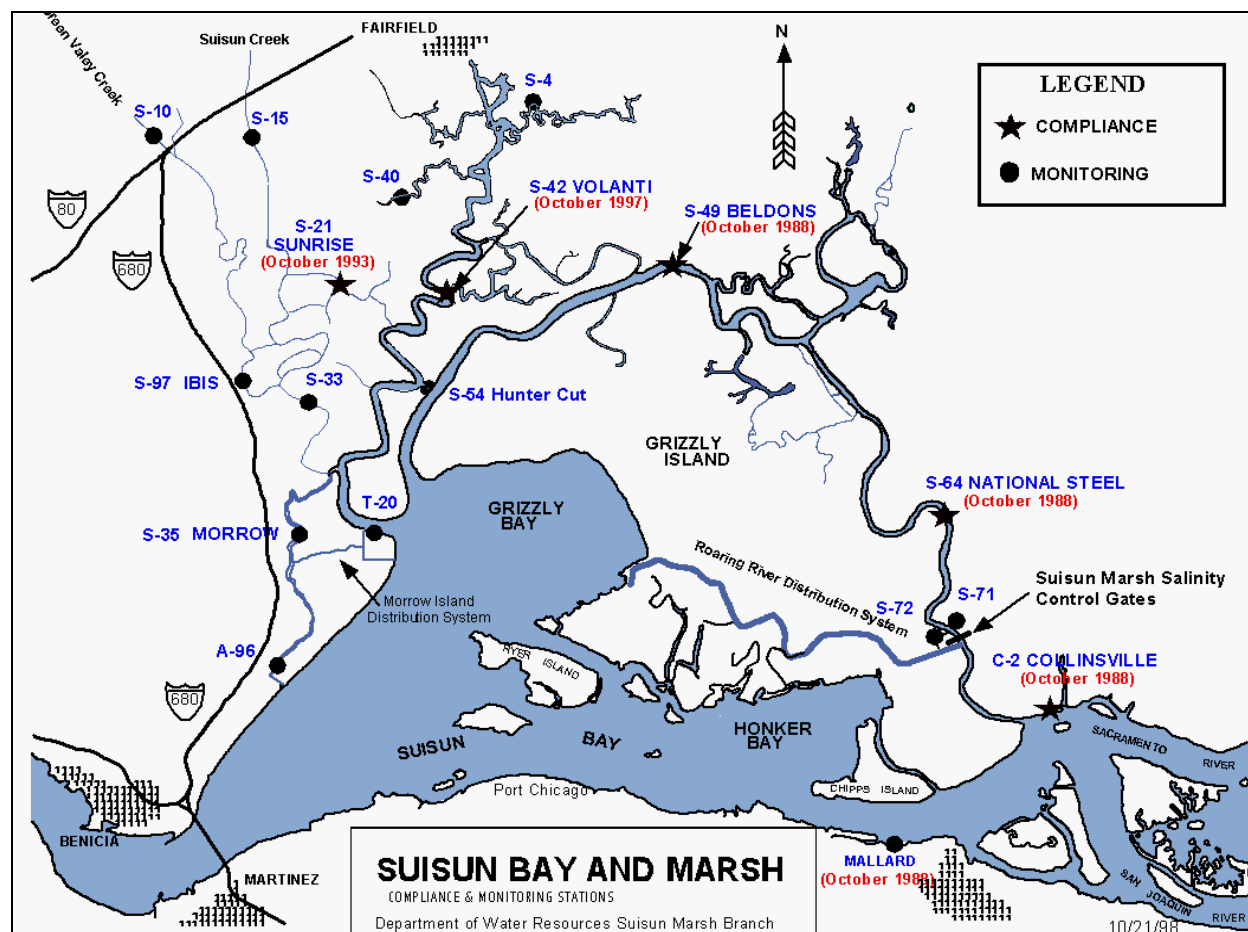 Green Valey Creek
Suisun Creek
FAIRFIELD
N
S-4
S-10
S-15
LEGEND
COMPLIANCE
MONITORING
S-40
80
S-42 VOLANTI
(October 1997)
S-49 BELDONS
(October 1988)
S-21
SUNRISE
(October 1993)
680
S-97 IBIS
S-33
S-54 Hunter Cut
GRIZZLY
ISLAND
S-64 NATIONAL STEEL
(October 1988)
T-20
GRIZZLY
BAY
S-35 MORROW
Roaring River Distribution System
Suisun Marsh Salinity
Control Gates
S-71
S-72
Morrow Island
Distribution System
A-96
RYER ISLAND
C-2 COLLINSVILLE
(October 1988)
680
SUISUN BAY
HONKER
BAY
SACRAMENTO
RIVER
Port Chicago
CHIPPS ISLAND
BENICIA
MARTINEZ
MALLARD
(October 1988)
SAN
JOAQUIN
RIVER
SUISUN BAY AND MARSH
COMPLIANCE & MONITORING STATIONS
Department of Water Resources Suisun Marsh Branch
10/21/98